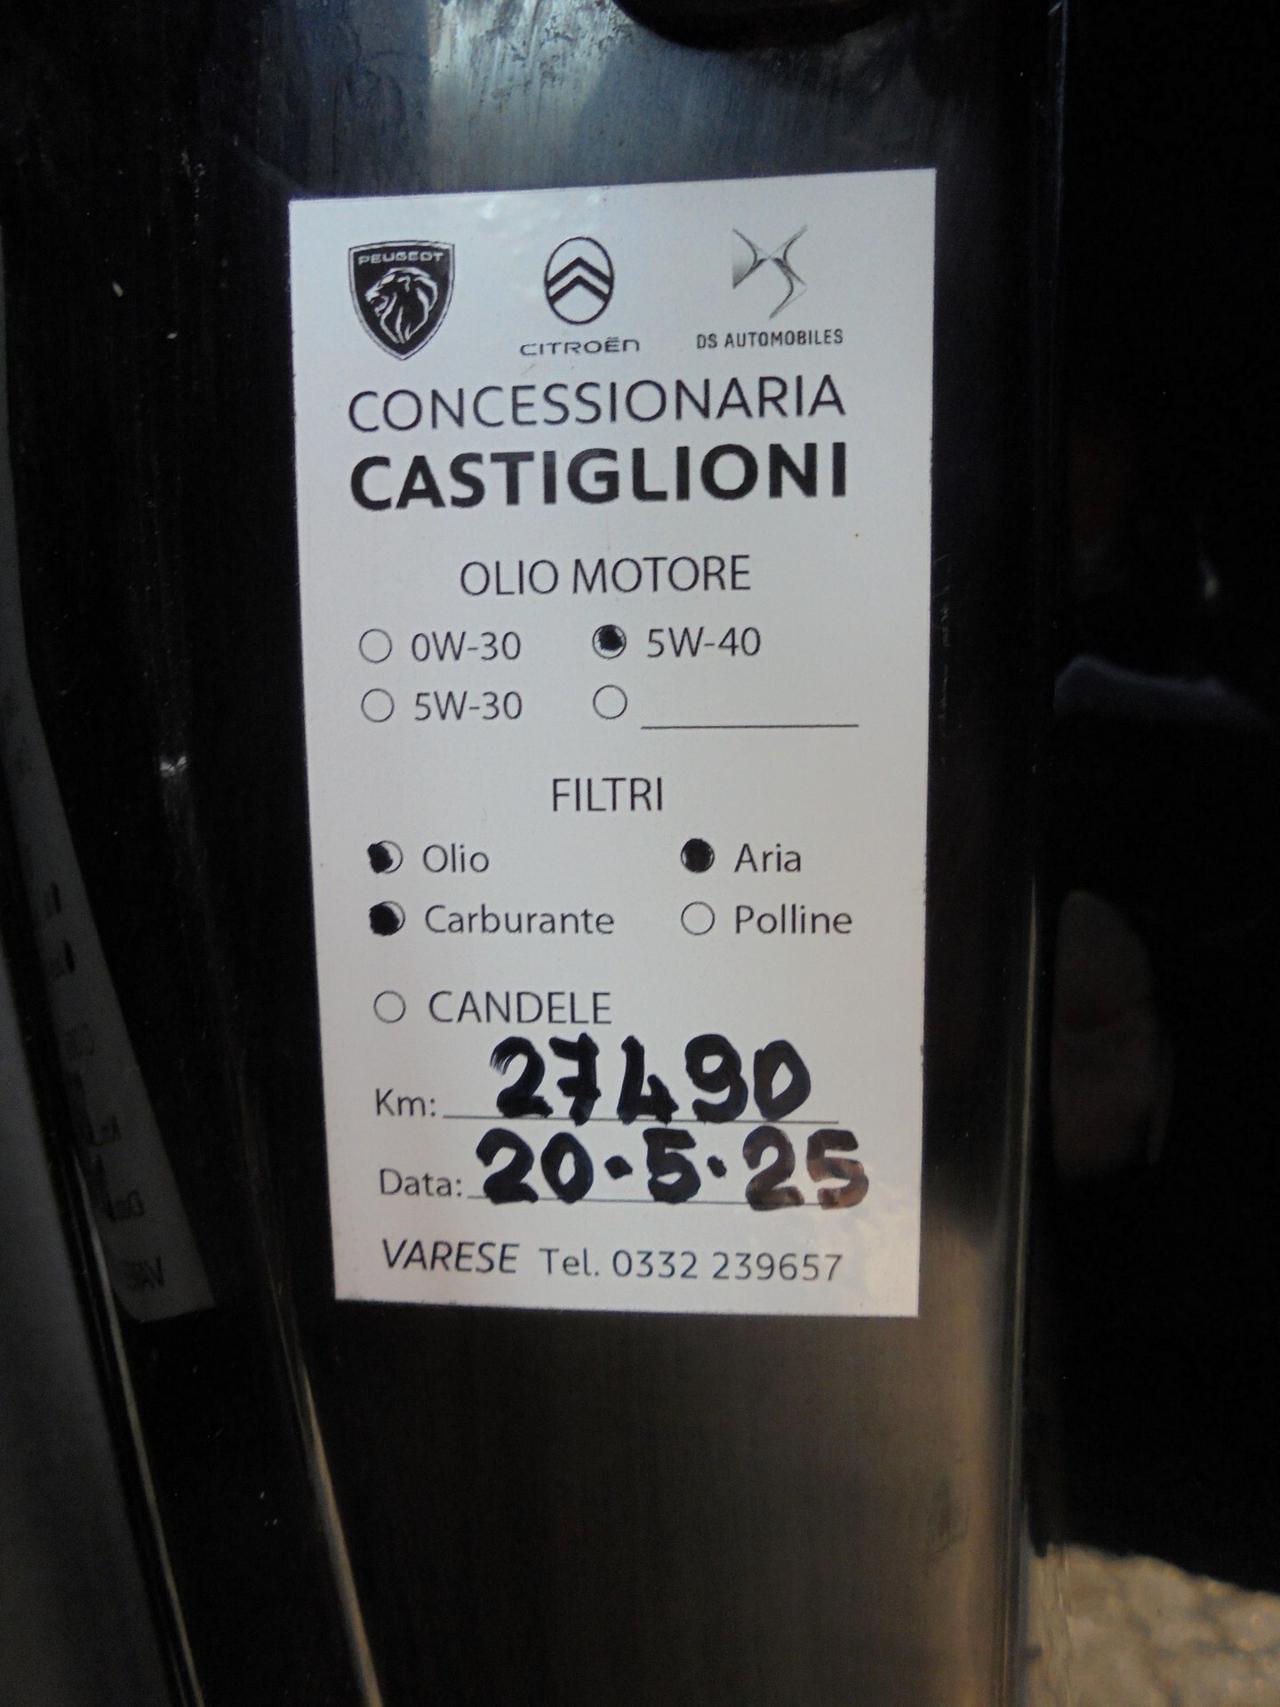 PEUGEOT
CITROËN
DS AUTOMOBILES
CONCESSIONARIA
CASTIGLIONI
OLIO MOTORE
0W-30 5W-40
5W-30
FILTRI
Olio Aria
Carburante Polline
CANDELE
Km: 27490
Data: 20·5·25
VARESE Tel. 0332 239657